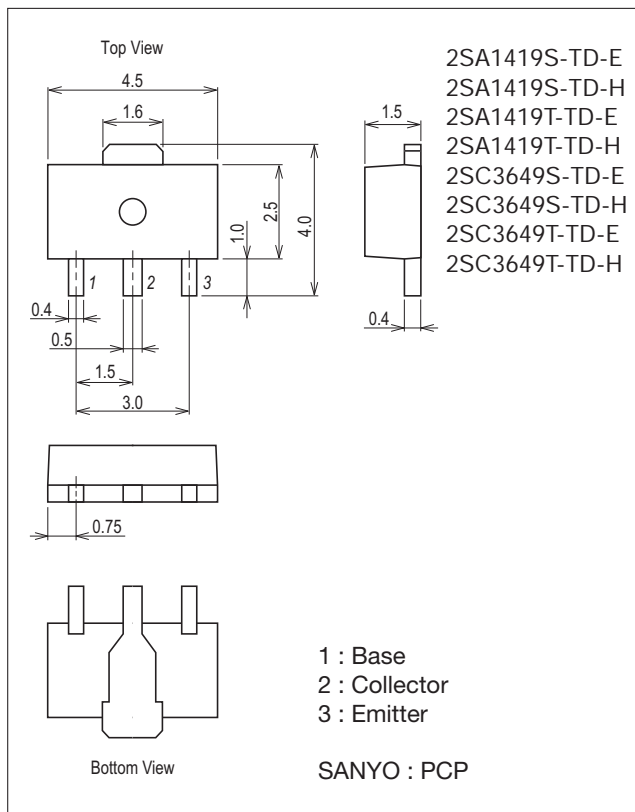 Top View
4.5
1.6
2.5
1.0
4.0
1
2
3
0.4
0.5
1.5
3.0
1.5
0.4
2SA1419S-TD-E
2SA1419S-TD-H
2SA1419T-TD-E
2SA1419T-TD-H
2SC3649S-TD-E
2SC3649S-TD-H
2SC3649T-TD-E
2SC3649T-TD-H
0.75
Bottom View
1 : Base
2 : Collector
3 : Emitter
SANYO : PCP